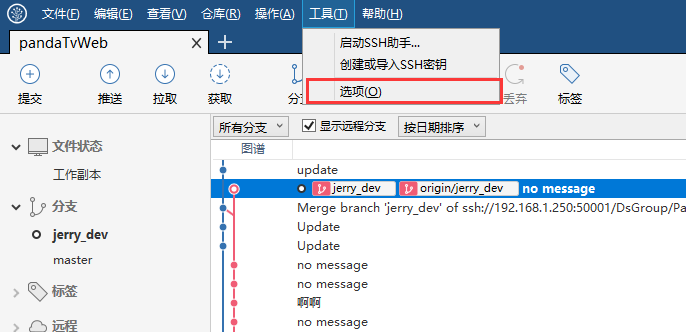 文件(F) 编辑(E) 查看(V) 仓库(R) 操作(A) 工具(T) 帮助(H)
pandaTvWeb
启动SSH助手...
创建或导入SSH密钥
选项(O)
提交 推送 拉取 获取 分支 丢弃 标签
所有分支 显示远程分支 按日期排序
图谱
文件状态
工作副本
分支
jerry_dev
master
标签
远程
update
jerry_dev origin/jerry_dev no message
Merge branch 'jerry_dev' of ssh://192.168.1.250:50001/DsGroup/Pa
Update
Update
no message
no message
啊啊
no message